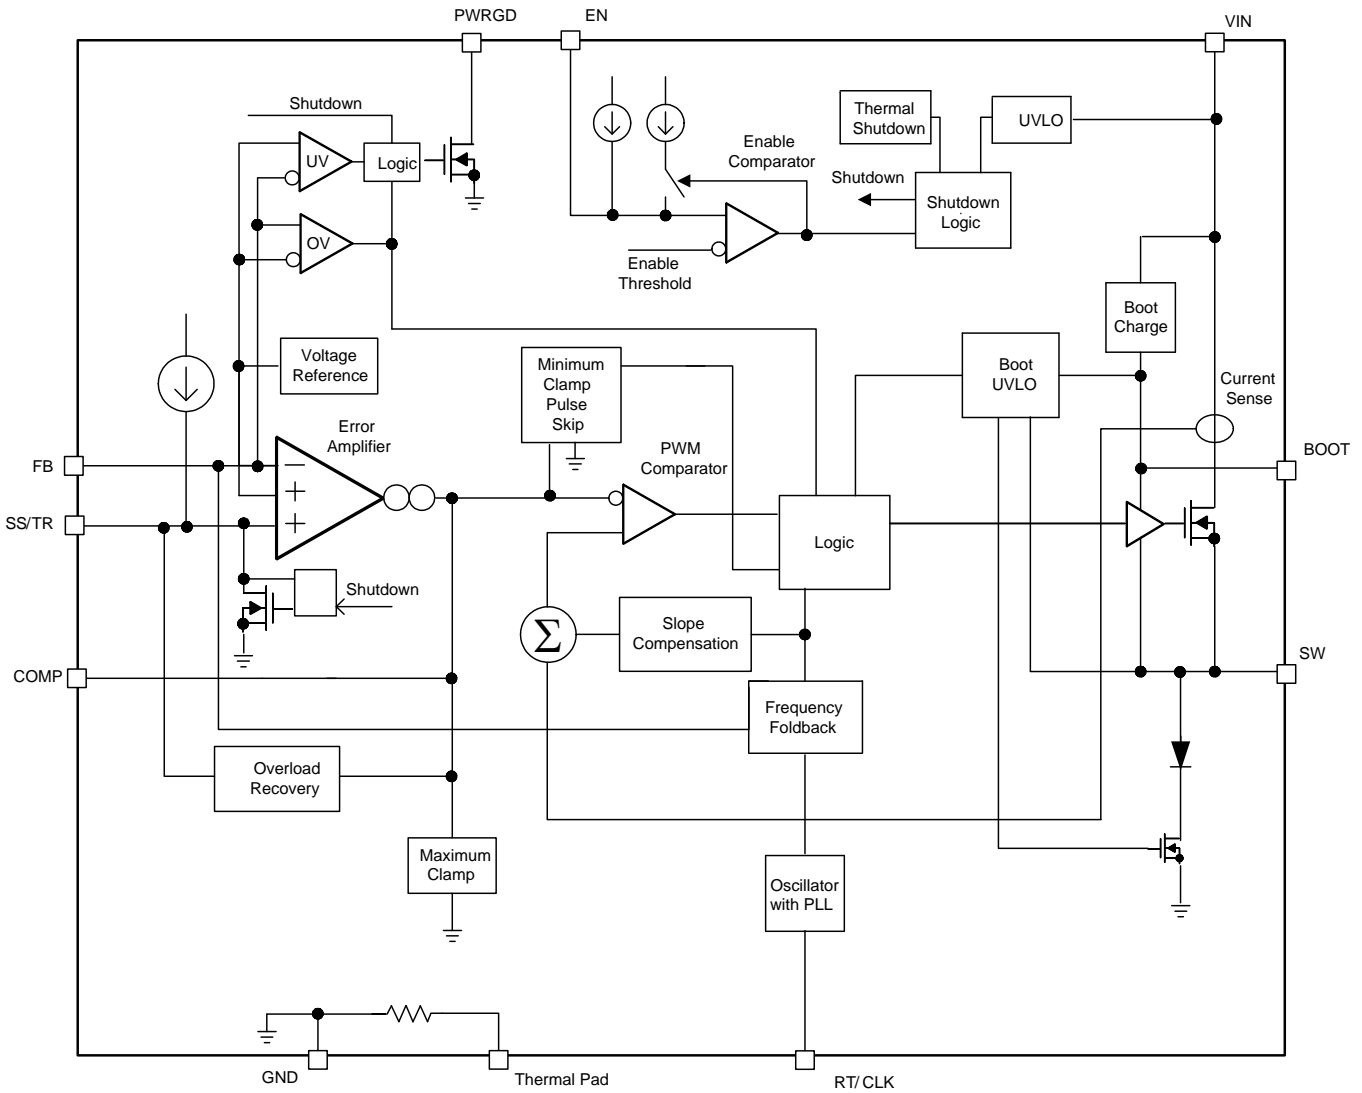 PWRGD
EN
VIN
Shutdown
UV
Logic
OV
Enable
Comparator
Thermal
Shutdown
UVLO
Shutdown
Shutdown
Logic
Enable
Threshold
Boot
Charge
Voltage
Reference
Minimum
Clamp
Pulse
Skip
Boot
UVLO
Current
Sense
Error
Amplifier
PWM
Comparator
FB
BOOT
SS/TR
Logic
Shutdown
Σ
Slope
Compensation
COMP
SW
Frequency
Foldback
Overload
Recovery
Maximum
Clamp
Oscillator
with PLL
GND
Thermal Pad
RT/CLK